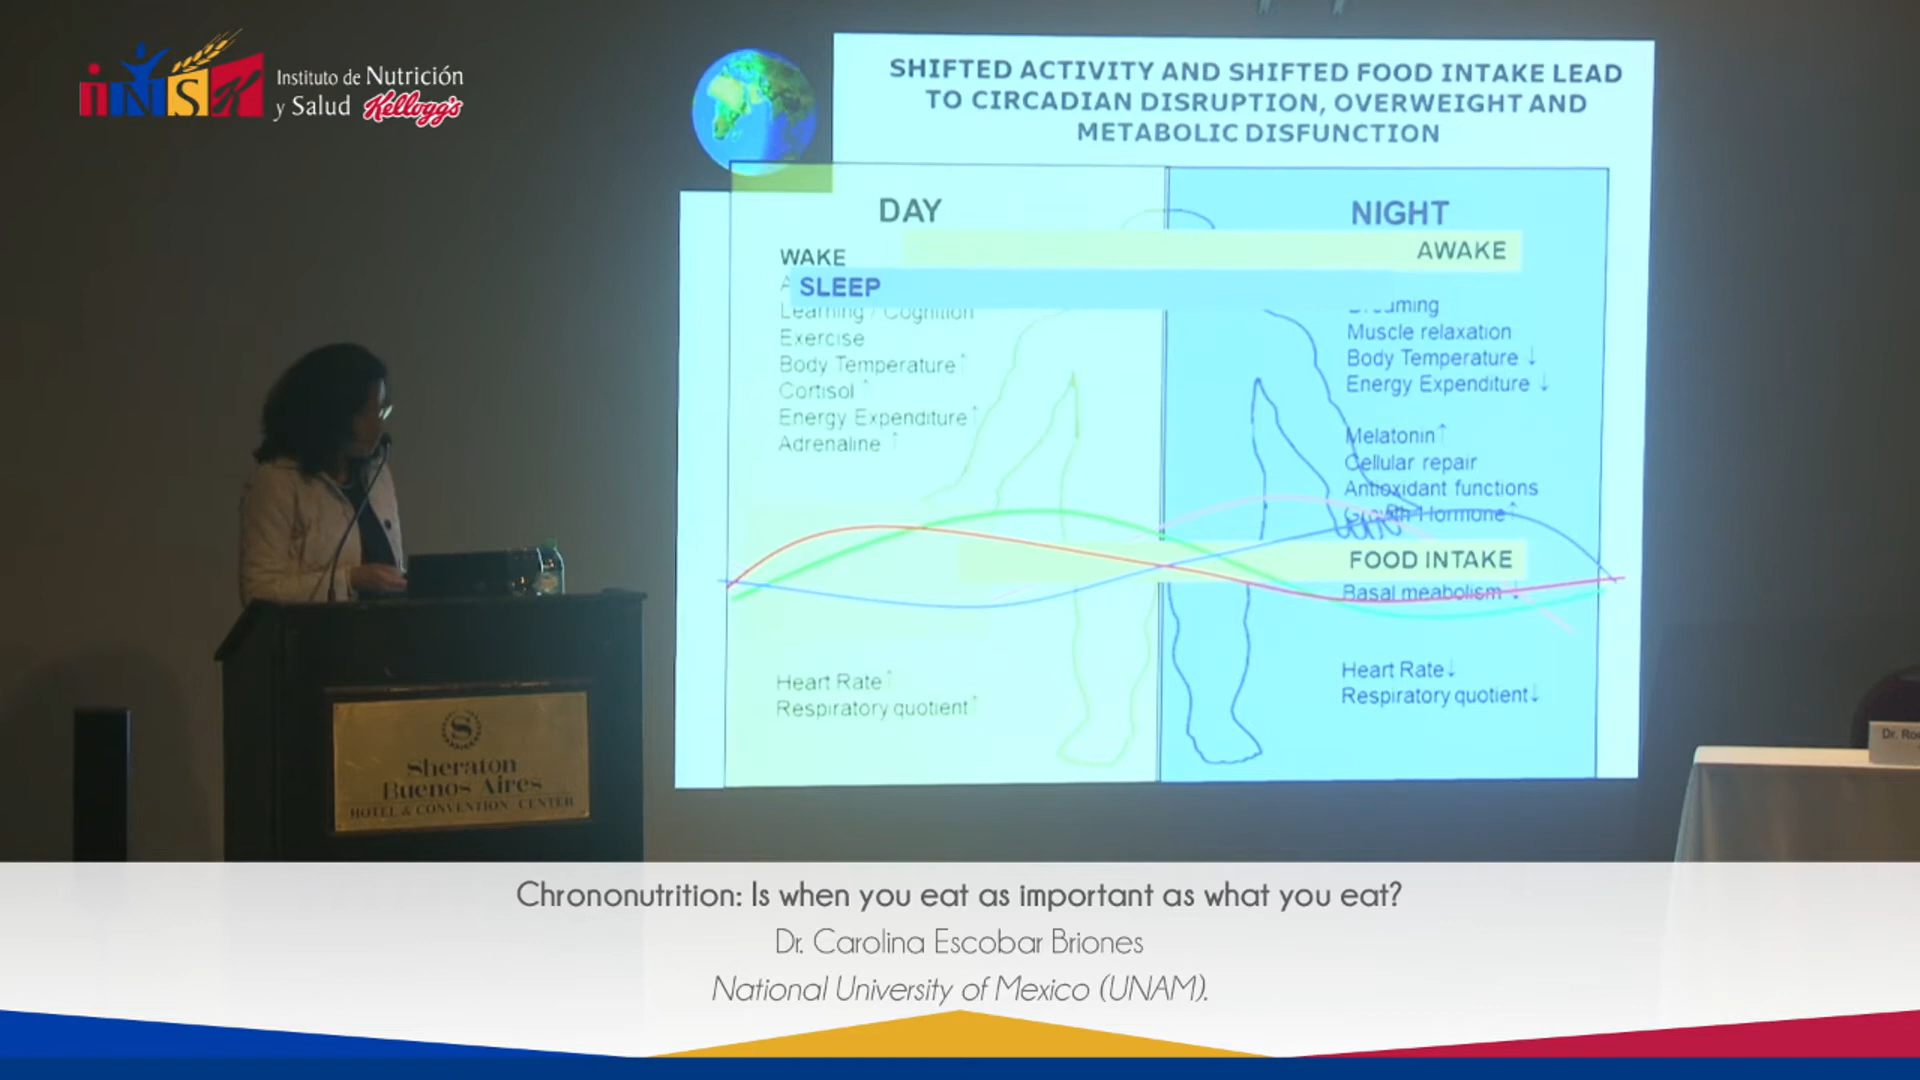 iNSK
Instituto de Nutrición
y Salud Kellogg's
SHIFTED ACTIVITY AND SHIFTED FOOD INTAKE LEAD
TO CIRCADIAN DISRUPTION, OVERWEIGHT AND
METABOLIC DISFUNCTION
DAY
WAKE
SLEEP
Learning / Cognition
Exercise
Body Temperature ↑
Cortisol ↑
Energy Expenditure ↑
Adrenaline ↑
Heart Rate ↑
Respiratory quotient ↑
NIGHT
AWAKE
Muscle relaxation
Body Temperature ↓
Energy Expenditure ↓
Melatonin ↑
Cellular repair
Antioxidant functions
Growth Hormone ↑
FOOD INTAKE
Basal meabolism ↓
Heart Rate ↓
Respiratory quotient ↓
S
Sheraton
Buenos Aires
HOTEL & CONVENTION CENTER
Dr.
Chrononutrition: Is when you eat as important as what you eat?
Dr. Carolina Escobar Briones
National University of Mexico (UNAM).